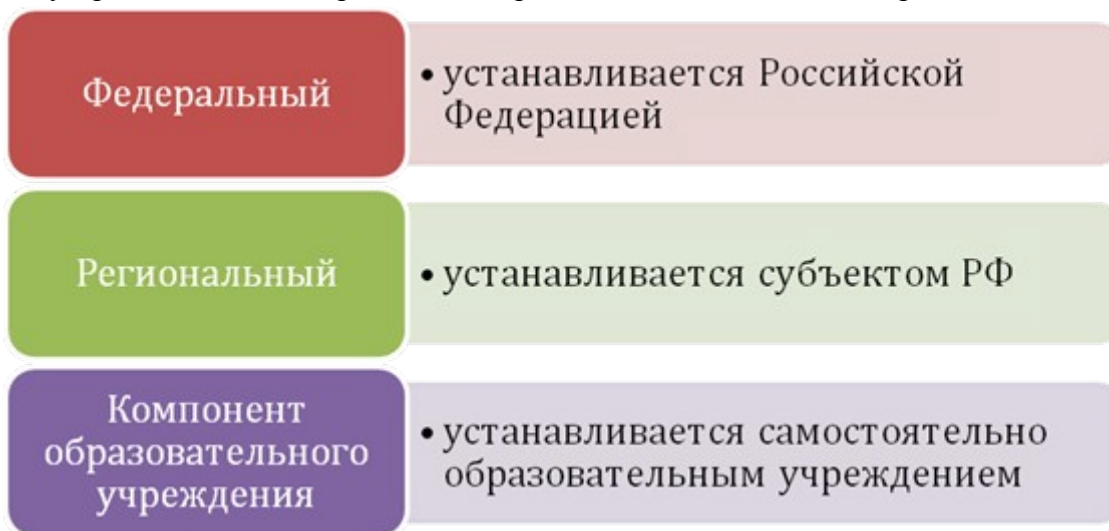 Федеральный
• устанавливается Российской
Федерацией
Региональный
• устанавливается субъектом РФ
Компонент
образовательного
учреждения
• устанавливается самостоятельно
образовательным учреждением